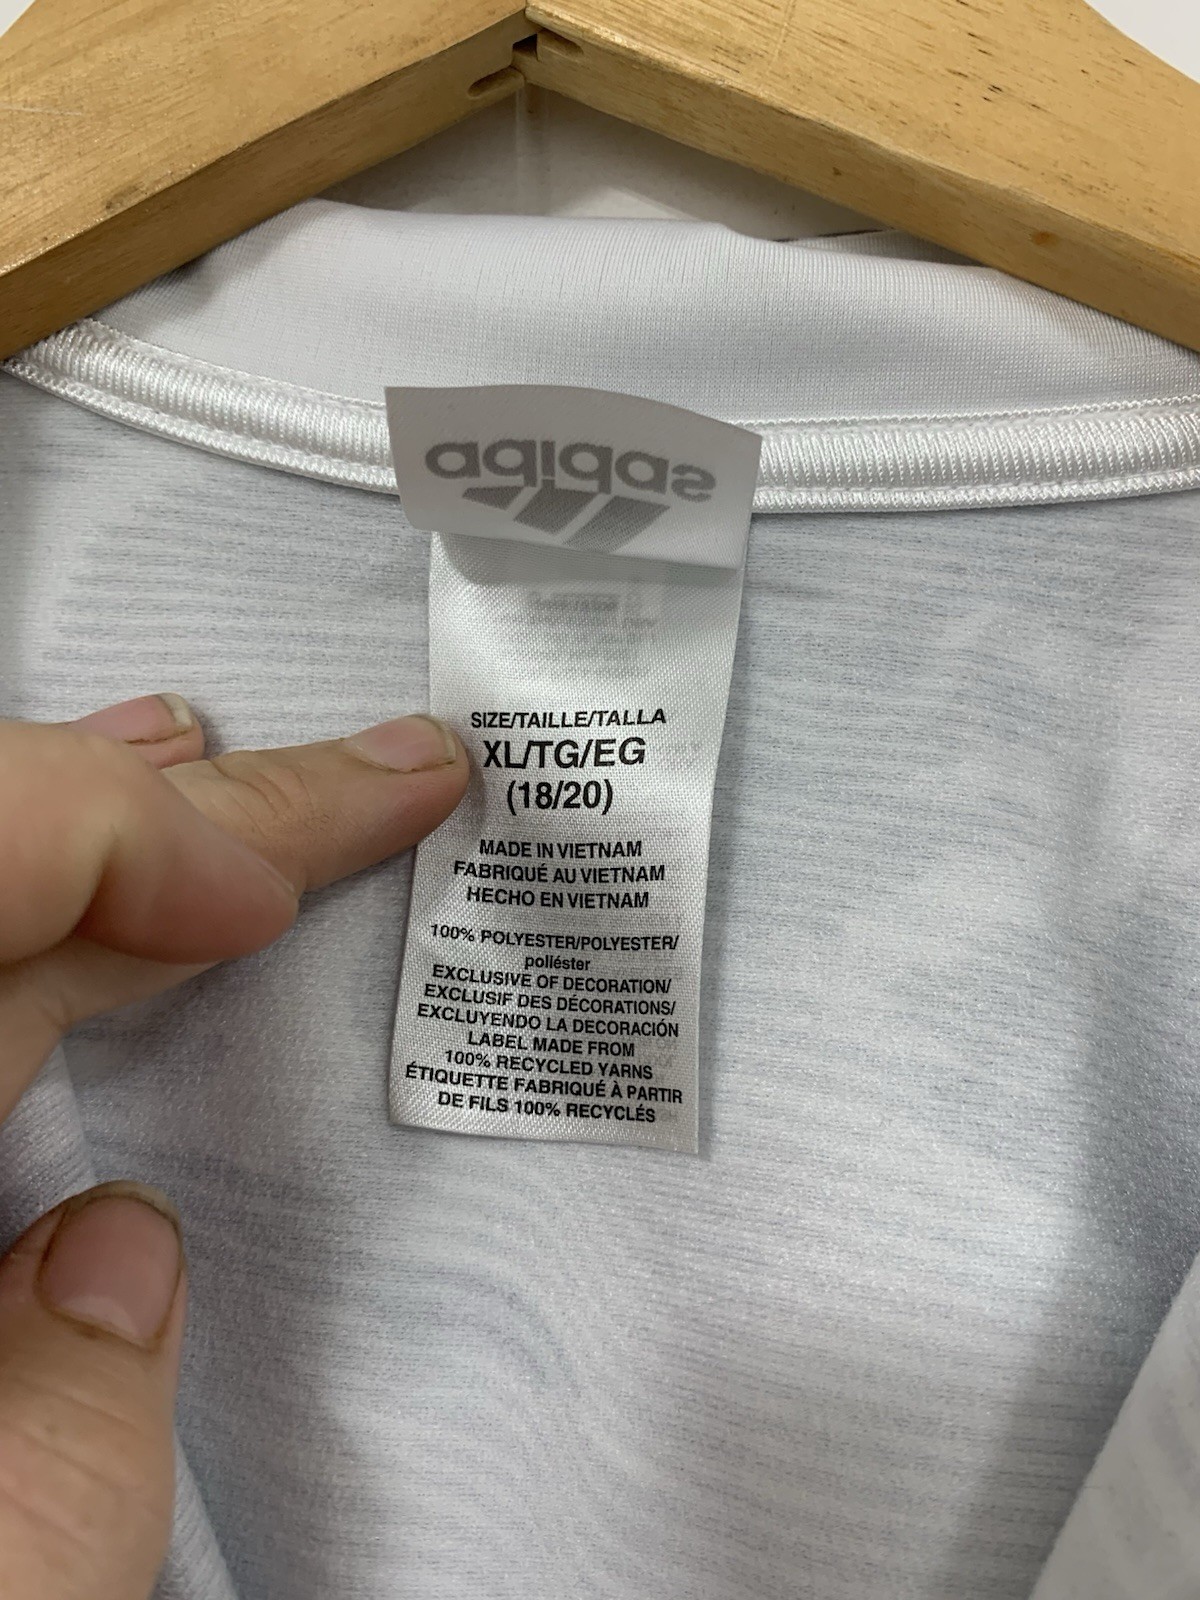 adidas
SIZE/TAILLE/TALLA
XL/TG/EG
(18/20)
MADE IN VIETNAM
FABRIQUÉ AU VIETNAM
HECHO EN VIETNAM
100% POLYESTER/POLYESTER/
poliéster
EXCLUSIVE OF DECORATION/
EXCLUSIF DES DÉCORATIONS/
EXCLUYENDO LA DECORACIÓN
LABEL MADE FROM
100% RECYCLED YARNS
ÉTIQUETTE FABRIQUÉ À PARTIR
DE FILS 100% RECYCLÉS